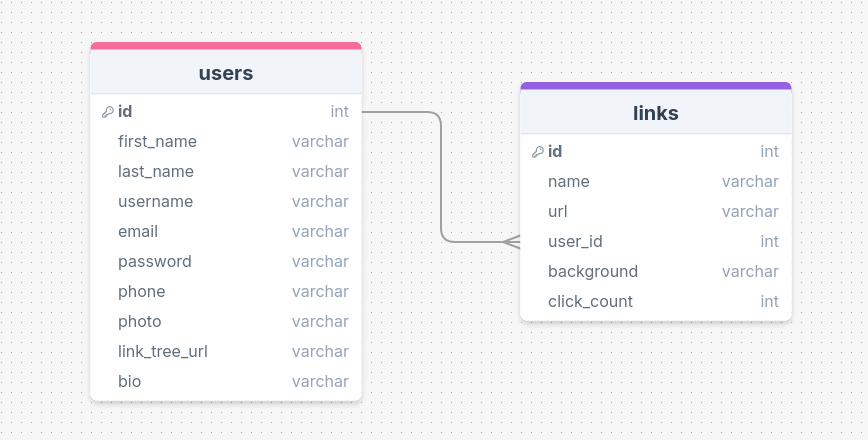 users
id int
first_name varchar
last_name varchar
username varchar
email varchar
password varchar
phone varchar
photo varchar
link_tree_url varchar
bio varchar
links
id int
name varchar
url varchar
user_id int
background varchar
click_count int